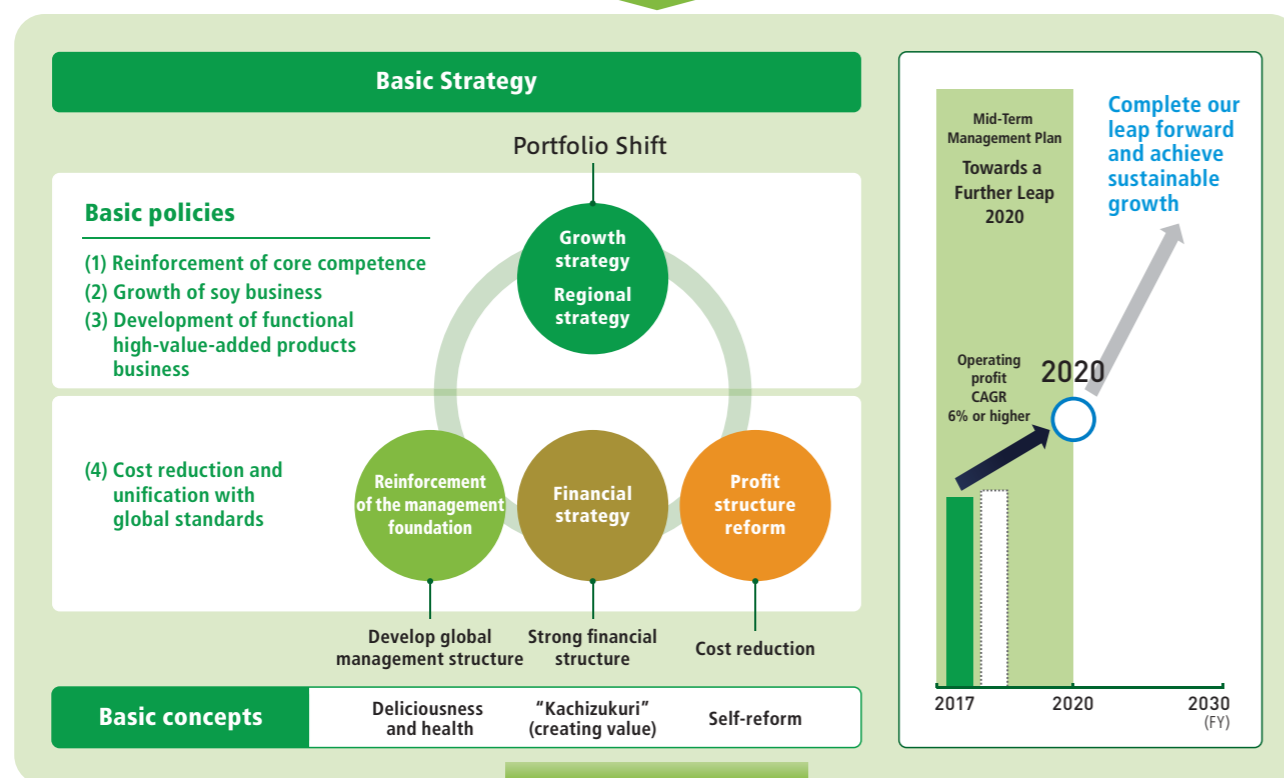 Basic Strategy
Portfolio Shift
Basic policies
(1) Reinforcement of core competence
(2) Growth of soy business
(3) Development of functional
high-value-added products
business
Growth
strategy
Regional
strategy
(4) Cost reduction and
unification with
global standards
Reinforcement
of the management
foundation
Financial
strategy
Profit
structure
reform
Develop global
management structure
Strong financial
structure
Cost reduction
Basic concepts
Deliciousness
and health
“Kachizukuri”
(creating value)
Self-reform
Mid-Term
Management Plan
Towards a
Further Leap
2020
Complete our
leap forward
and achieve
sustainable
growth
Operating
profit
CAGR
6% or higher
2020
2017
2020
2030
(FY)